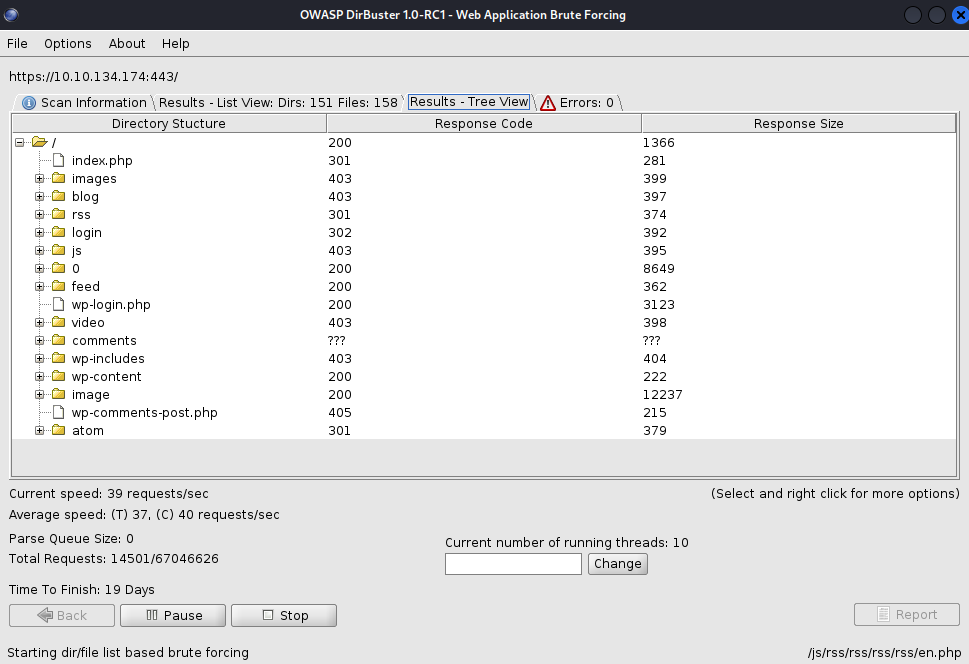 OWASP DirBuster 1.0-RC1 - Web Application Brute Forcing
File Options About Help
https://10.10.134.174:443/
Scan Information Results - List View: Dirs: 151 Files: 158 Results - Tree View Errors: 0
Directory Stucture Response Code Response Size
/ 200 1366
index.php 301 281
images 403 399
blog 403 397
rss 301 374
login 302 392
js 403 395
0 200 8649
feed 200 362
wp-login.php 200 3123
video 403 398
comments ??? ???
wp-includes 403 404
wp-content 200 222
image 200 12237
wp-comments-post.php 405 215
atom 301 379
Current speed: 39 requests/sec (Select and right click for more options)
Average speed: (T) 37, (C) 40 requests/sec
Parse Queue Size: 0 Current number of running threads: 10
Total Requests: 14501/67046626 Change
Time To Finish: 19 Days
Back Pause Stop Report
Starting dir/file list based brute forcing /js/rss/rss/rss/rss/en.php